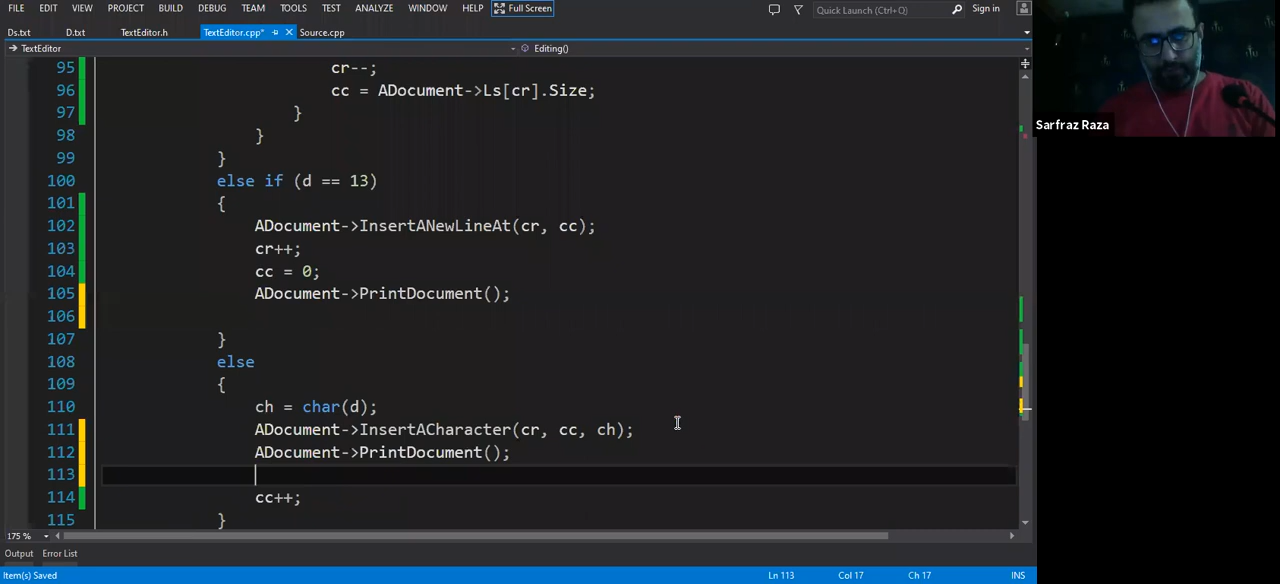 FILE EDIT VIEW PROJECT BUILD DEBUG TEAM TOOLS TEST ANALYZE WINDOW HELP Full Screen Quick Launch (Ctrl+Q) Sign in
Ds.txt D.txt TextEditor.h TextEditor.cpp* Source.cpp
TextEditor Editing()
95 cr--;
96 cc = ADocument->Ls[cr].Size;
97 }
98 }
99 }
100 else if (d == 13)
101 {
102 ADocument->InsertANewLineAt(cr, cc);
103 cr++;
104 cc = 0;
105 ADocument->PrintDocument();
106
107 }
108 else
109 {
110 ch = char(d);
111 ADocument->InsertACharacter(cr, cc, ch);
112 ADocument->PrintDocument();
113
114 cc++;
115 }
175 %
Output Error List
Item(s) Saved Ln 113 Col 17 Ch 17 INS
Sarfraz Raza